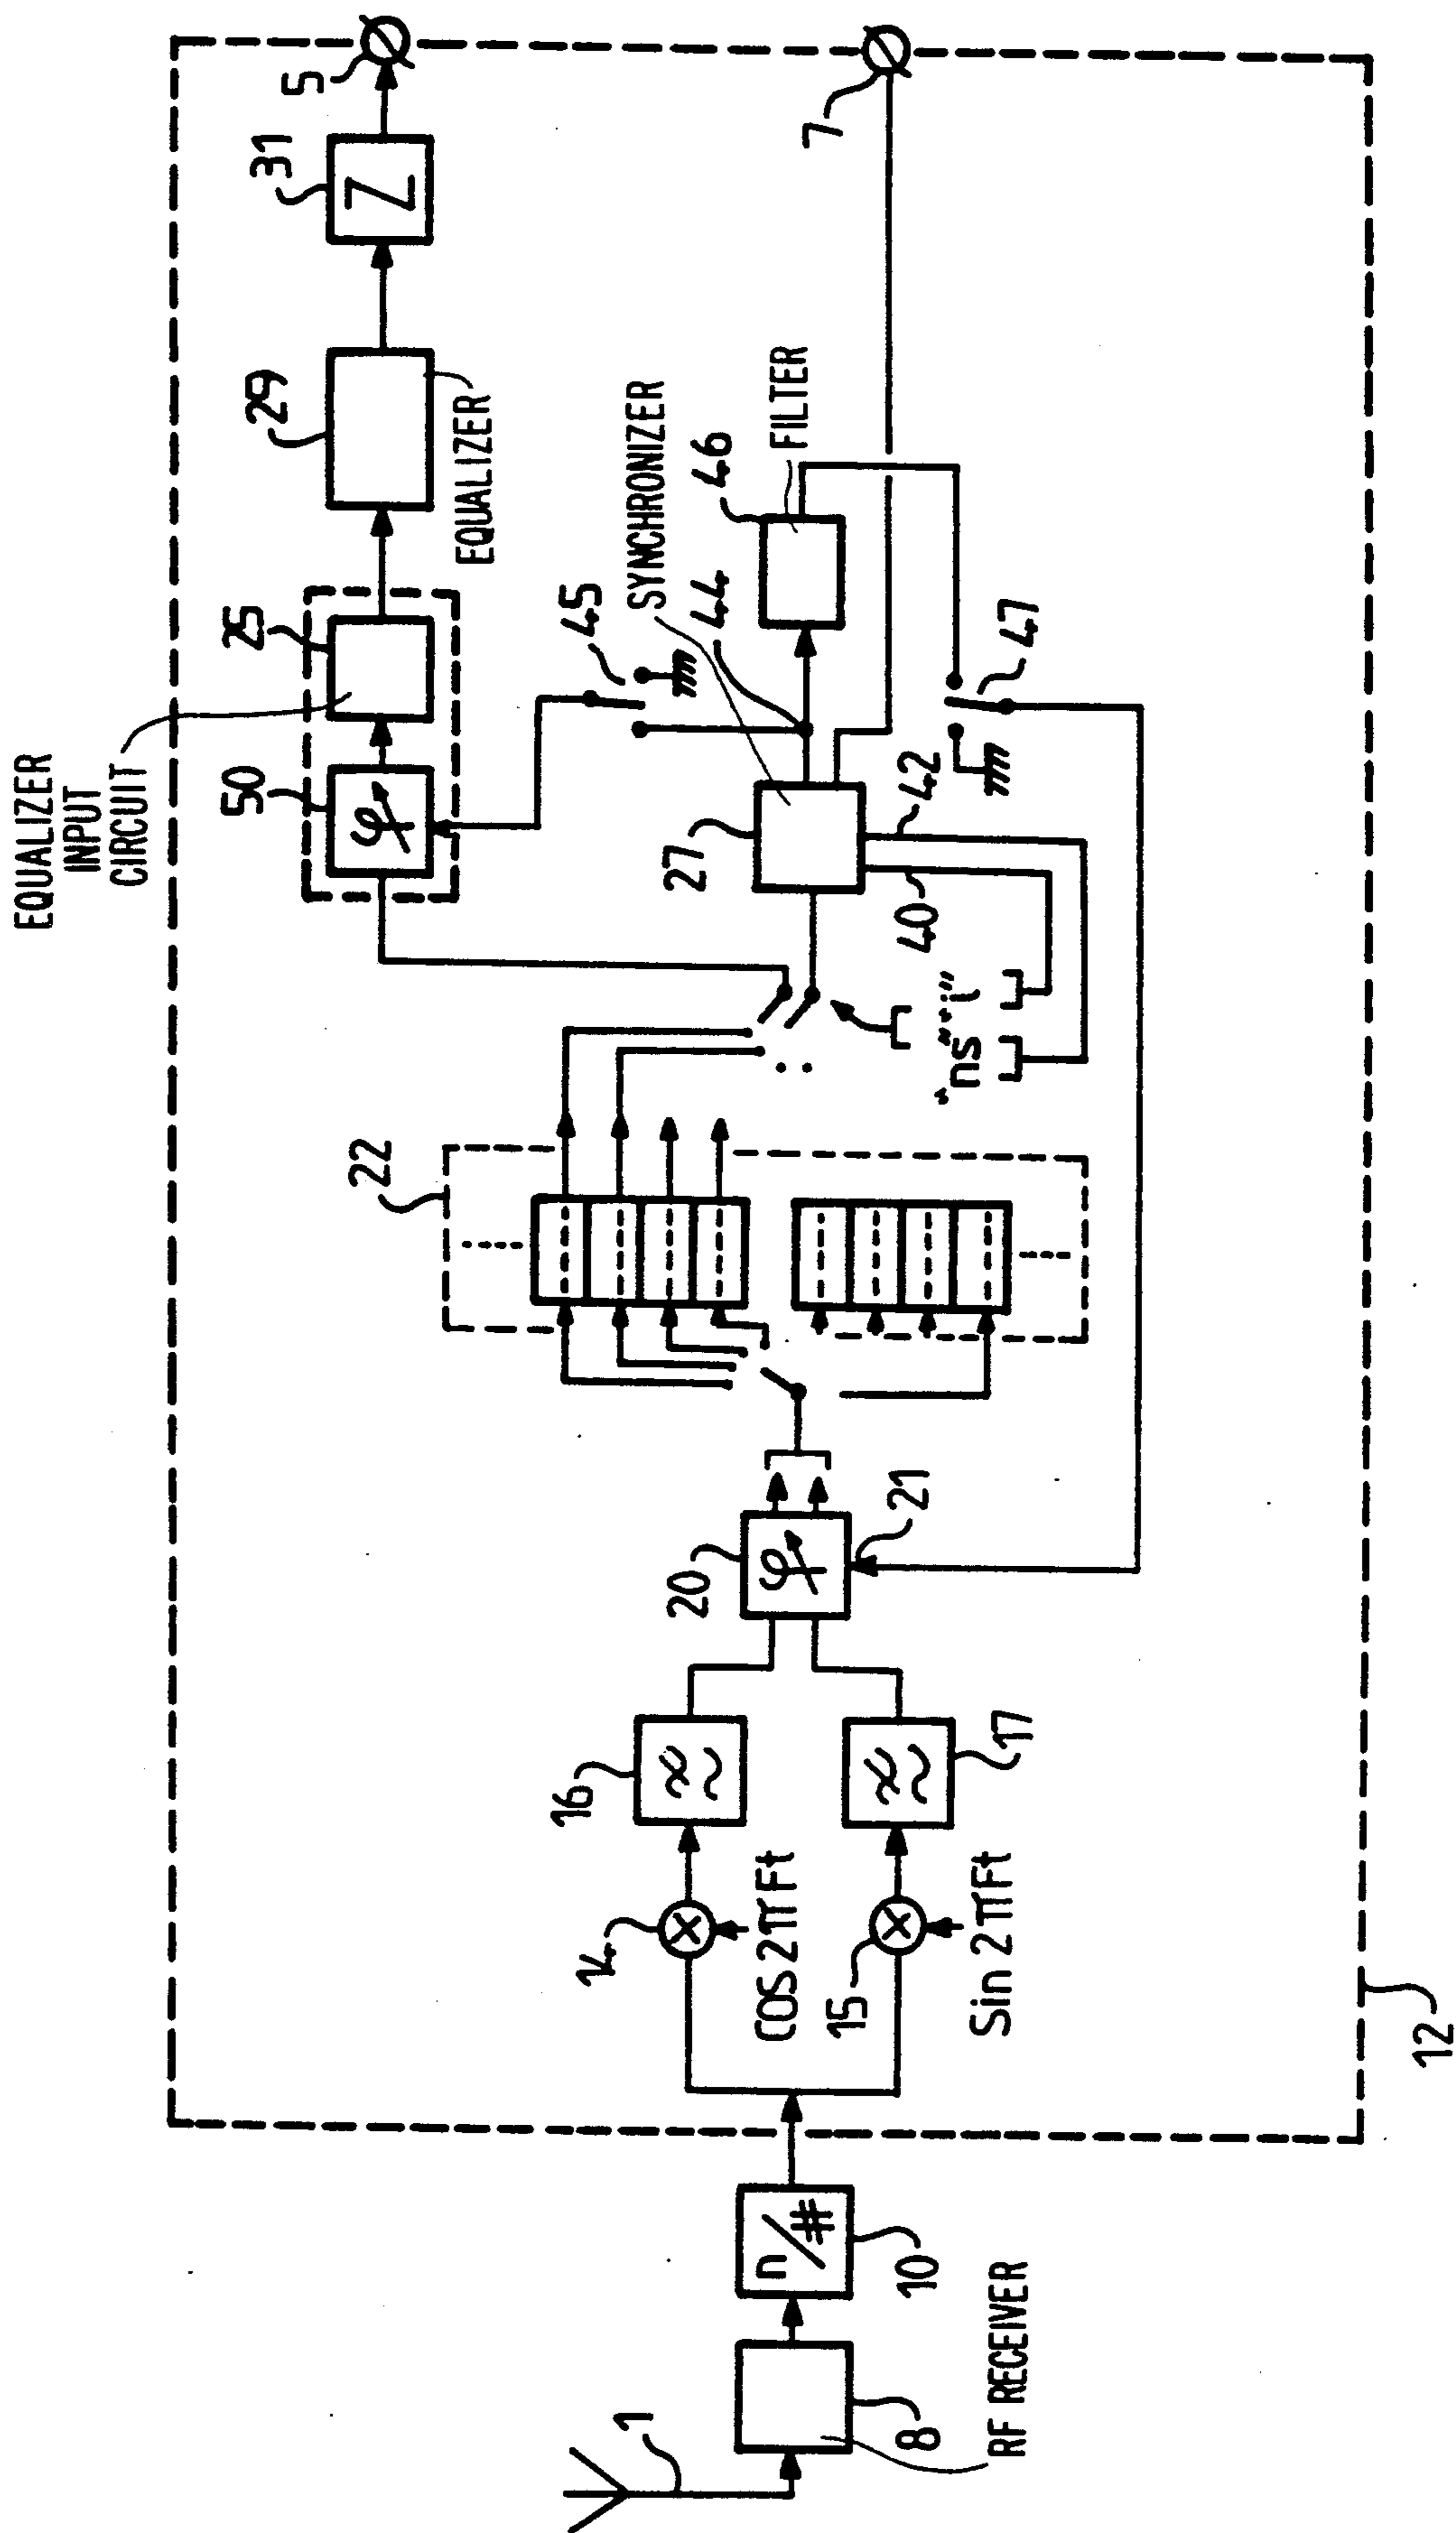 1
8
RF RECEIVER
10
n/#
12
14
COS 2πFt
15
Sin 2πFt
16
17
20
φ
21
22
"ns" "i"
40
42
27
SYNCHRONIZER
44
45
46
FILTER
47
EQUALIZER
INPUT
CIRCUIT
50
φ
25
29
EQUALIZER
31
Z
5
7